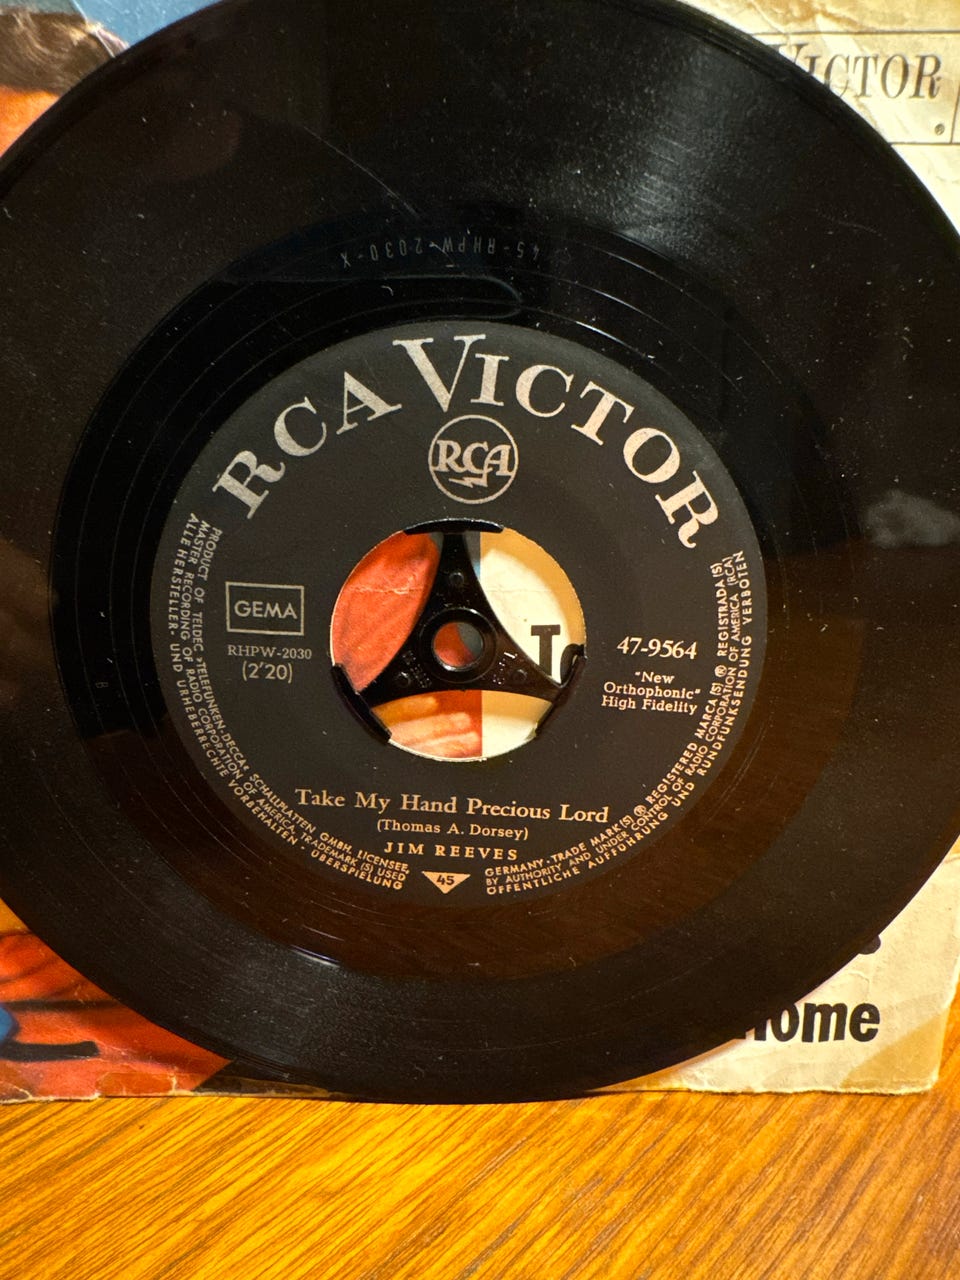 VICTOR
45-RHPW-2030-X
RCA VICTOR
RCA
GEMA
RHPW-2030
(2'20)
47-9564
"New
Orthophonic"
High Fidelity
Take My Hand Precious Lord
(Thomas A. Dorsey)
JIM REEVES
45
PRODUCT OF TELDEC »TELEFUNKEN-DECCA« SCHALLPLATTEN GMBH, LICENSEE, GERMANY · TRADE MARK(S) ® REGISTERED MARCA(S) ® REGISTRADA(S)
MASTER RECORDING OF RADIO CORPORATION OF AMERICA, TRADEMARK (S) USED BY AUTHORITY AND UNDER CONTROL OF RADIO CORPORATION OF AMERICA (RCA)
ALLE HERSTELLER- UND URHEBERRECHTE VORBEHALTEN · ÜBERSPIELUNG ÖFFENTLICHE AUFFÜHRUNG UND RUNDFUNKSENDUNG VERBOTEN
ome